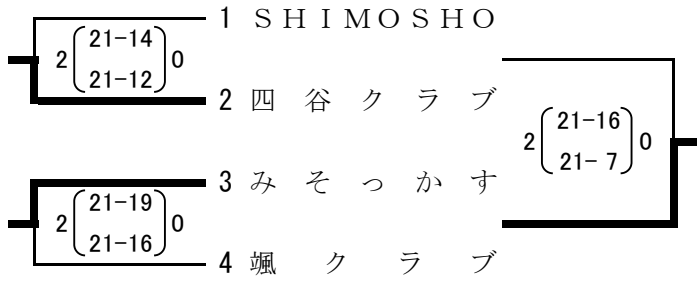 1 ＳＨＩＭＯＳＨＯ
2 ( 21-14 21-12 ) 0
2 四谷クラブ
2 ( 21-16 21- 7 ) 0
3 みそっかす
2 ( 21-19 21-16 ) 0
4 颯クラブ